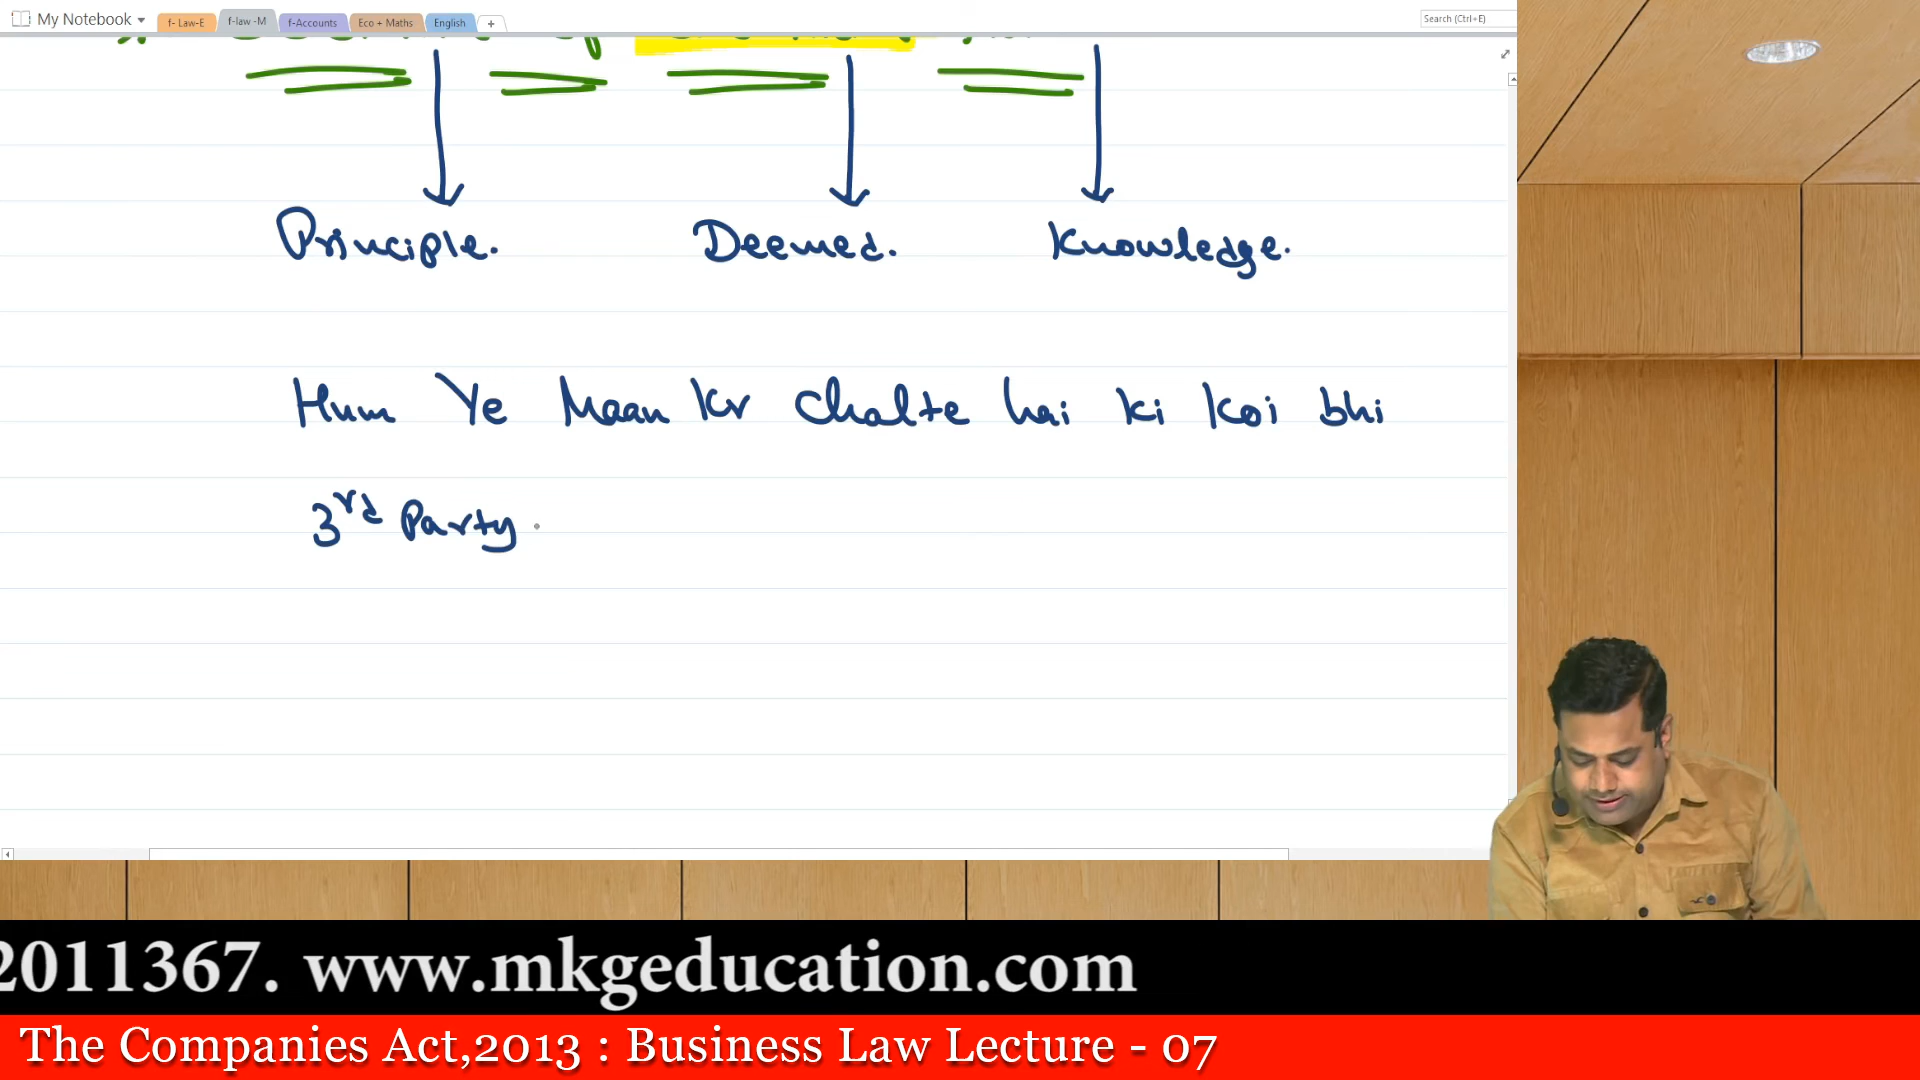 My Notebook f- Law-E f-law -M f-Accounts Eco + Maths English + Search (Ctrl+E)
Principle. Deemed. Knowledge.
Hum Ye Maan Kr Chalte hai ki Koi bhi
3rd Party
2011367. www.mkgeducation.com
The Companies Act,2013 : Business Law Lecture - 07